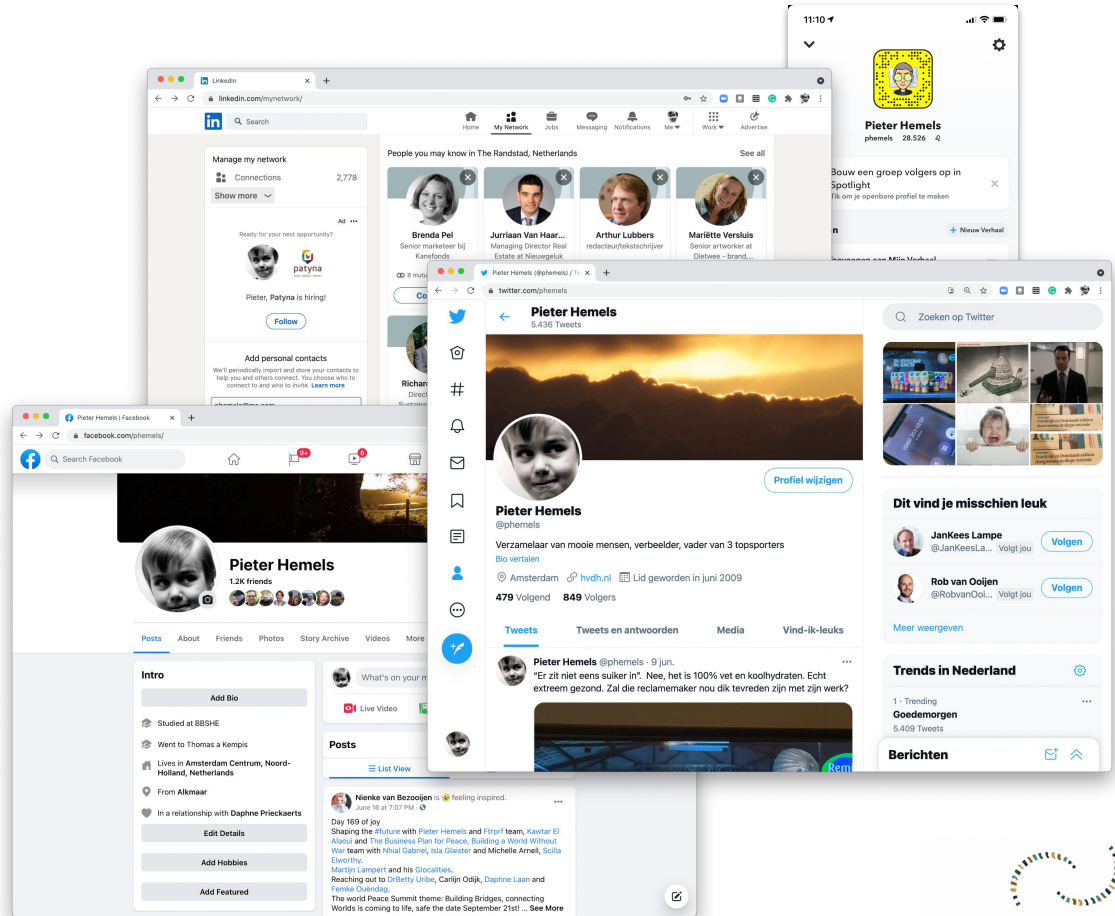 11:10
Pieter Hemels
phemels 28.526
Bouw een groep volgers op in
Spotlight
Tik om je openbare profiel te maken
+ Nieuw Verhaal
LinkedIn
linkedin.com/mynetwork/
in
Search
Home
My Network
Jobs
Messaging
Notifications
Me
Work
Advertise
Manage my network
Connections 2,778
Show more
Ad
Ready for your next opportunity?
patyna
Pieter, Patyna is hiring!
Follow
Add personal contacts
We'll periodically import and store your contacts to
help you and others connect. You choose who to
connect to and who to invite. Learn more
People you may know in The Randstad, Netherlands
See all
Brenda Pel
Senior marketeer bij
Kansfonds
Jurriaan Van Haar...
Managing Director Real
Estate at Nieuwgeluk
Arthur Lubbers
redacteur/tekstschrijver
Mariëtte Versluis
Senior artworker at
Dietwee - brand,...
8 mutu
Co
Richar
Direct
Pieter Hemels (@phemels) / Tw
twitter.com/phemels
Pieter Hemels
5.436 Tweets
Profiel wijzigen
Pieter Hemels
@phemels
Verzamelaar van mooie mensen, verbeelder, vader van 3 topsporters
Bio vertalen
Amsterdam hvdh.nl Lid geworden in juni 2009
479 Volgend 849 Volgers
Tweets
Tweets en antwoorden
Media
Vind-ik-leuks
Pieter Hemels @phemels · 9 jun.
"Er zit niet eens suiker in". Nee, het is 100% vet en koolhydraten. Echt
extreem gezond. Zal die reclamemaker nou dik tevreden zijn met zijn werk?
Rem
Zoeken op Twitter
Dit vind je misschien leuk
JanKees Lampe
@JanKeesLa... Volgt jou
Volgen
Rob van Ooijen
@RobvanOoi... Volgt jou
Volgen
Meer weergeven
Trends in Nederland
1 · Trending
Goedemorgen
5.409 Tweets
Berichten
Pieter Hemels | Facebook
facebook.com/phemels/
Search Facebook
9+
6
Pieter Hemels
1.2K friends
Posts
About
Friends
Photos
Story Archive
Videos
More
Intro
Add Bio
Studied at BBSHE
Went to Thomas a Kempis
Lives in Amsterdam Centrum, Noord-
Holland, Netherlands
From Alkmaar
In a relationship with Daphne Prieckaerts
Edit Details
Add Hobbies
Add Featured
What's on your m
Live Video
Posts
List View
Nienke van Bezooijen is feeling inspired.
June 16 at 7:07 PM
Day 169 of joy
Shaping the #future with Pieter Hemels and Ftrprf team, Kawtar El
Alaoui and The Business Plan for Peace, Building a World Without
War team with Nhial Gabriel, Isla Glaister and Michelle Arnell, Scilla
Elworthy.
Martijn Lampert and his Glocalities.
Reaching out to DrBetty Uribe, Carlijn Odijk, Daphne Laan and
Femke Ouëndag.
The world Peace Summit theme: Building Bridges, connecting
Worlds is coming to life, safe the date September 21st! ... See More